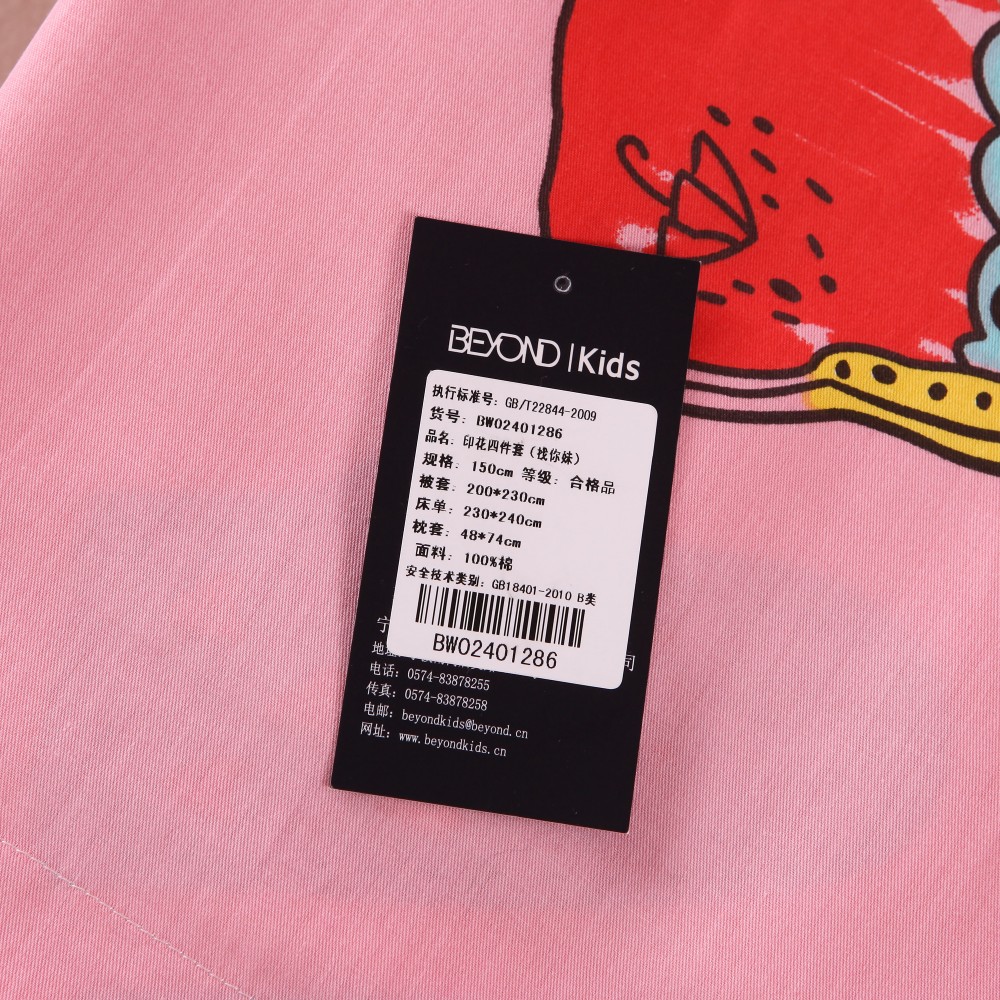 BEYOND | Kids
执行标准号: GB/T22844-2009
货号: BW02401286
品名: 印花四件套（找你妹）
规格: 150cm 等级: 合格品
被套: 200*230cm
床单: 230*240cm
枕套: 48*74cm
面料: 100%棉
安全技术类别: GB18401-2010 B类
BW02401286
宁 司
地址
电话: 0574-83878255
传真: 0574-83878258
电邮: beyondkids@beyond.cn
网址: www.beyondkids.cn